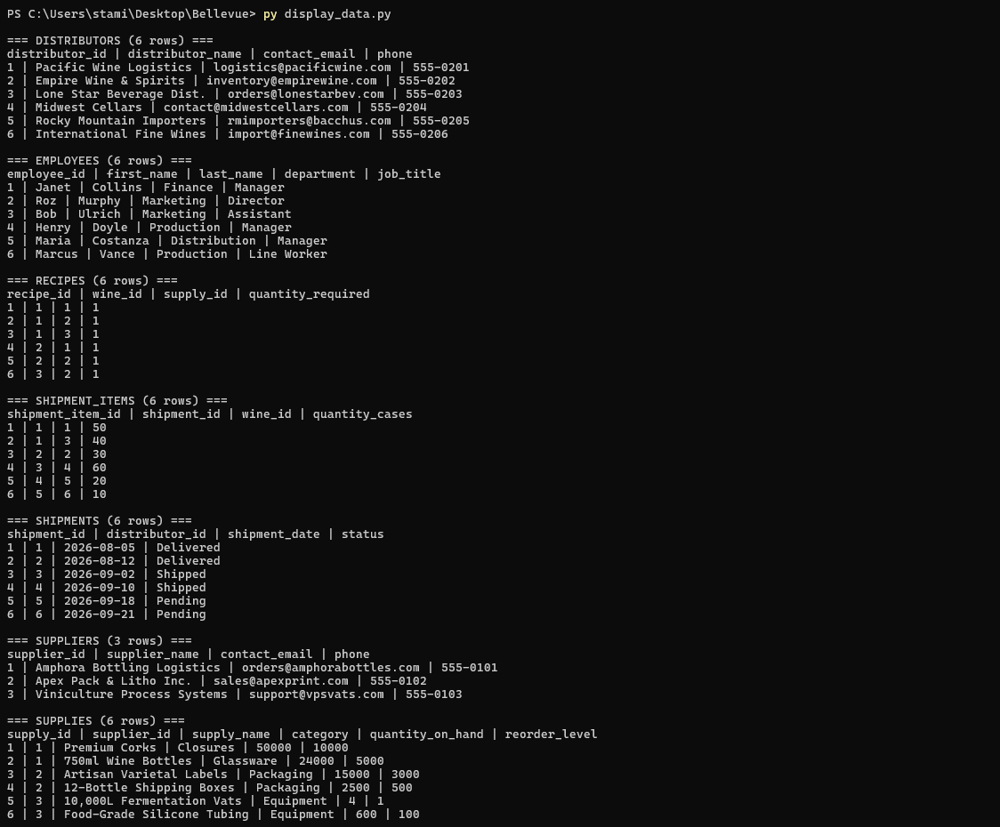 PS C:\Users\stami\Desktop\Bellevue> py display_data.py
=== DISTRIBUTORS (6 rows) ===
distributor_id | distributor_name | contact_email | phone
1 | Pacific Wine Logistics | logistics@pacificwine.com | 555-0201
2 | Empire Wine & Spirits | inventory@empirewine.com | 555-0202
3 | Lone Star Beverage Dist. | orders@lonestarbev.com | 555-0203
4 | Midwest Cellars | contact@midwestcellars.com | 555-0204
5 | Rocky Mountain Importers | rmimporters@bacchus.com | 555-0205
6 | International Fine Wines | import@finewines.com | 555-0206
=== EMPLOYEES (6 rows) ===
employee_id | first_name | last_name | department | job_title
1 | Janet | Collins | Finance | Manager
2 | Roz | Murphy | Marketing | Director
3 | Bob | Ulrich | Marketing | Assistant
4 | Henry | Doyle | Production | Manager
5 | Maria | Costanza | Distribution | Manager
6 | Marcus | Vance | Production | Line Worker
=== RECIPES (6 rows) ===
recipe_id | wine_id | supply_id | quantity_required
1 | 1 | 1 | 1
2 | 1 | 2 | 1
3 | 1 | 3 | 1
4 | 2 | 1 | 1
5 | 2 | 2 | 1
6 | 3 | 2 | 1
=== SHIPMENT_ITEMS (6 rows) ===
shipment_item_id | shipment_id | wine_id | quantity_cases
1 | 1 | 1 | 50
2 | 1 | 3 | 40
3 | 2 | 2 | 30
4 | 3 | 4 | 60
5 | 4 | 5 | 20
6 | 5 | 6 | 10
=== SHIPMENTS (6 rows) ===
shipment_id | distributor_id | shipment_date | status
1 | 1 | 2026-08-05 | Delivered
2 | 2 | 2026-08-12 | Delivered
3 | 3 | 2026-09-02 | Shipped
4 | 4 | 2026-09-10 | Shipped
5 | 5 | 2026-09-18 | Pending
6 | 6 | 2026-09-21 | Pending
=== SUPPLIERS (3 rows) ===
supplier_id | supplier_name | contact_email | phone
1 | Amphora Bottling Logistics | orders@amphorabottles.com | 555-0101
2 | Apex Pack & Litho Inc. | sales@apexprint.com | 555-0102
3 | Viniculture Process Systems | support@vpsvats.com | 555-0103
=== SUPPLIES (6 rows) ===
supply_id | supplier_id | supply_name | category | quantity_on_hand | reorder_level
1 | 1 | Premium Corks | Closures | 50000 | 10000
2 | 1 | 750ml Wine Bottles | Glassware | 24000 | 5000
3 | 2 | Artisan Varietal Labels | Packaging | 15000 | 3000
4 | 2 | 12-Bottle Shipping Boxes | Packaging | 2500 | 500
5 | 3 | 10,000L Fermentation Vats | Equipment | 4 | 1
6 | 3 | Food-Grade Silicone Tubing | Equipment | 600 | 100